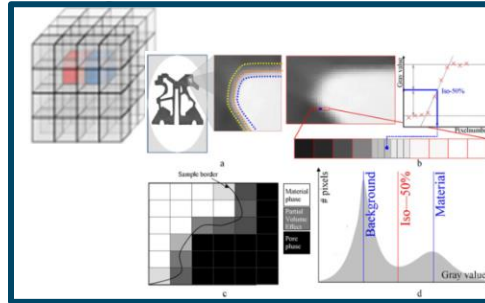 Gray value
Iso-50%
Pixelnumber
a
b
Sample border
Material
phase
Partial
Volume
Effect
Pore
phase
c
# pixels
Background
Iso—50%
Material
Gray value
d